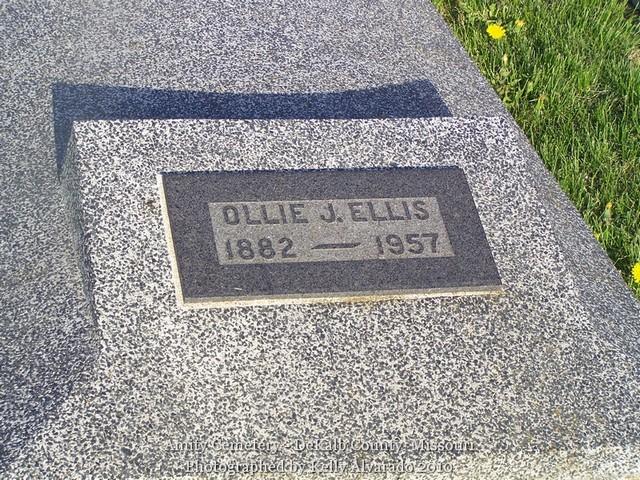 OLLIE J. ELLIS
1882 — 1957
Amity Cemetery - DeKalb County, Missouri
Photographed by Kelly Alvarado 2010